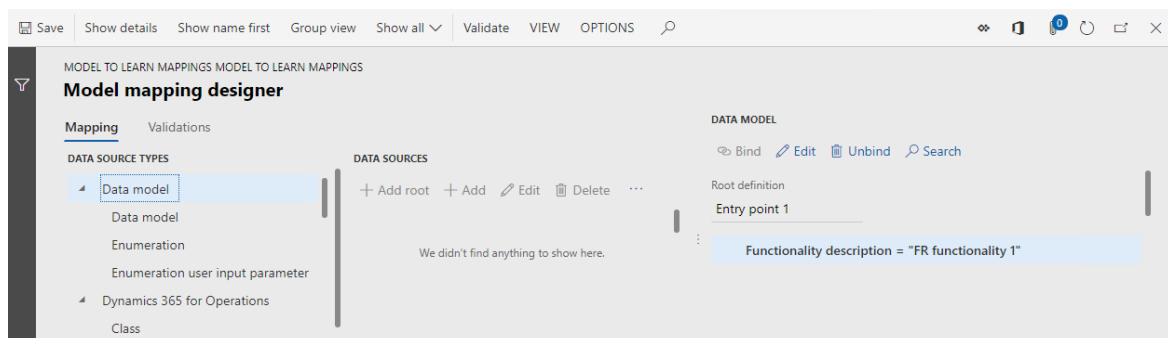 Save Show details Show name first Group view Show all Validate VIEW OPTIONS 0
MODEL TO LEARN MAPPINGS MODEL TO LEARN MAPPINGS
Model mapping designer
Mapping Validations
DATA SOURCE TYPES
Data model
Data model
Enumeration
Enumeration user input parameter
Dynamics 365 for Operations
Class
DATA SOURCES
+ Add root + Add Edit Delete ···
We didn't find anything to show here.
DATA MODEL
Bind Edit Unbind Search
Root definition
Entry point 1
Functionality description = "FR functionality 1"